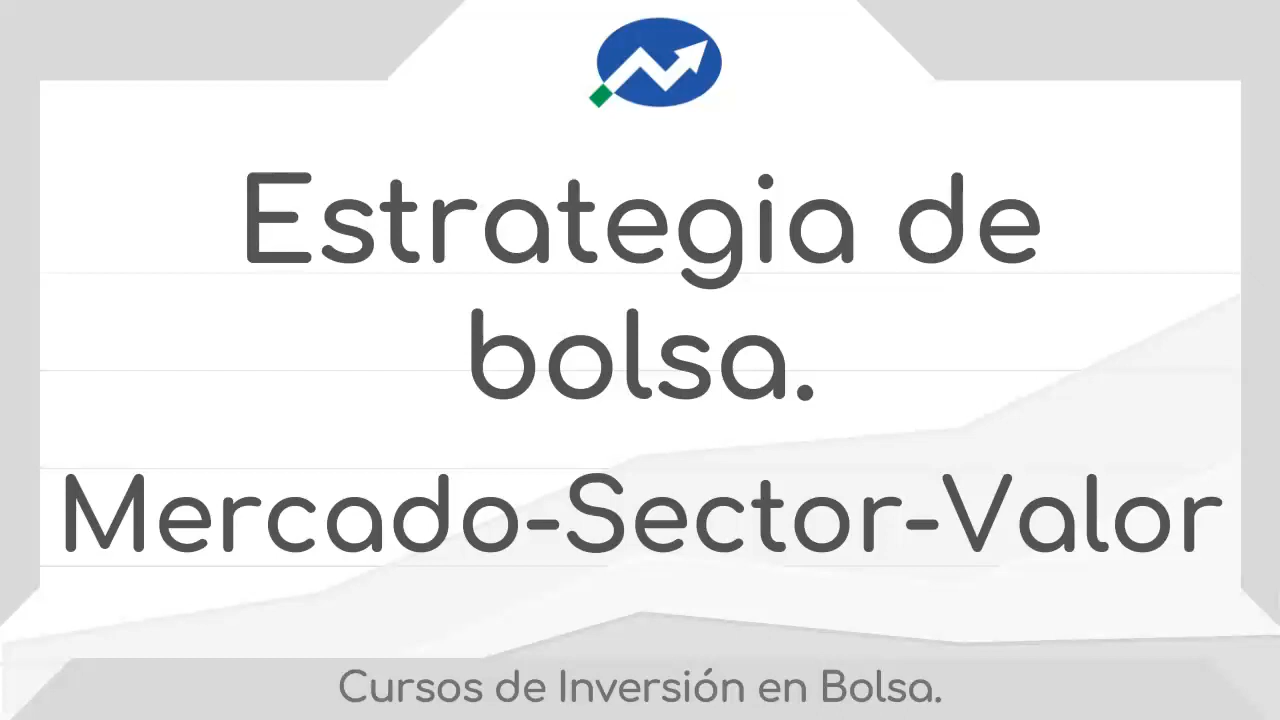 Estrategia de
bolsa.
Mercado-Sector-Valor
Cursos de Inversión en Bolsa.